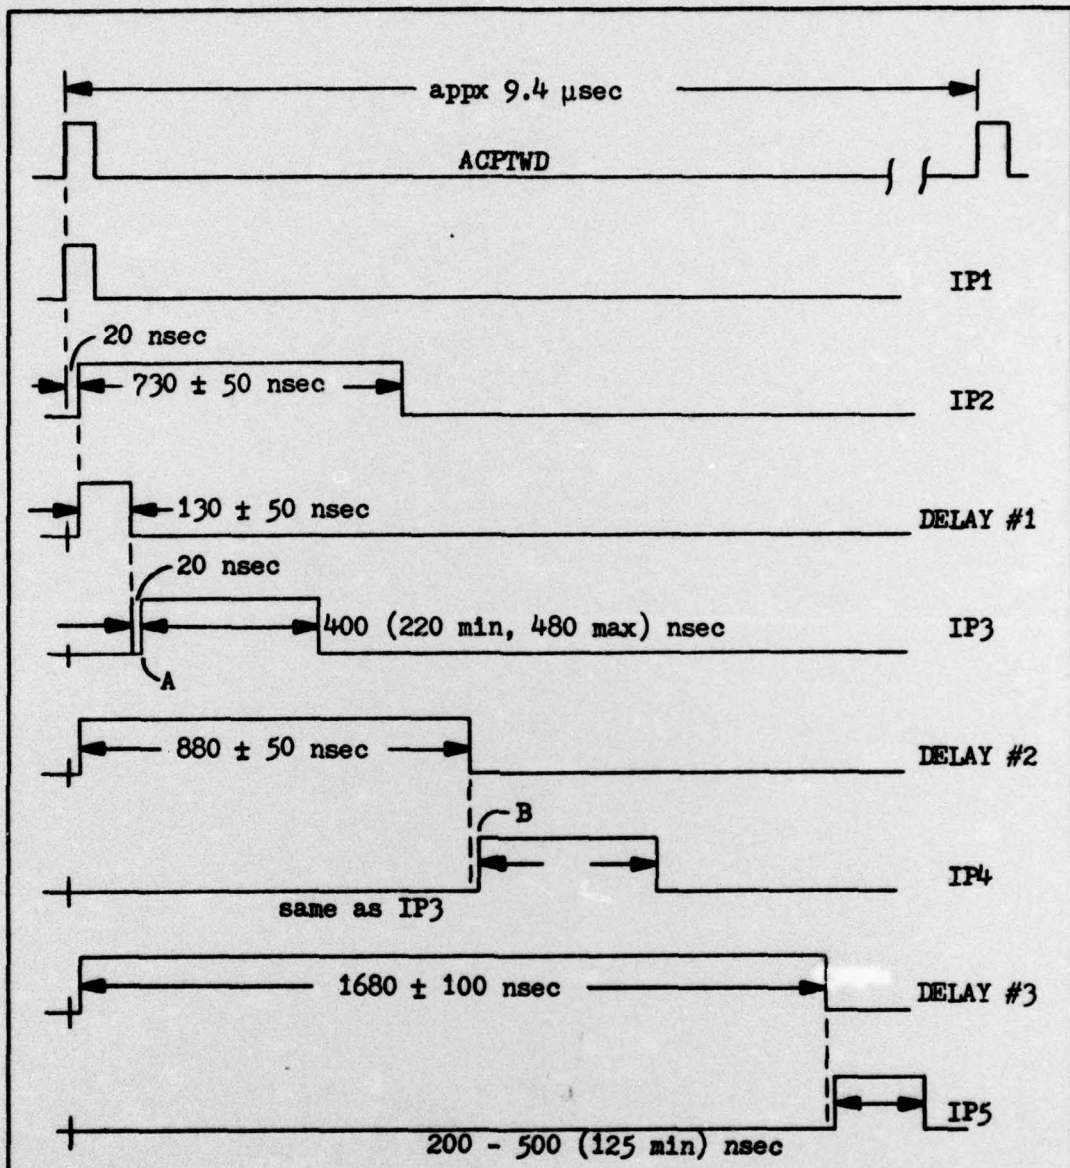 appx 9.4 µsec
ACPTWD
IP1
20 nsec
730 ± 50 nsec
IP2
130 ± 50 nsec
DELAY #1
20 nsec
400 (220 min, 480 max) nsec
IP3
A
880 ± 50 nsec
DELAY #2
B
IP4
same as IP3
1680 ± 100 nsec
DELAY #3
IP5
200 - 500 (125 min) nsec